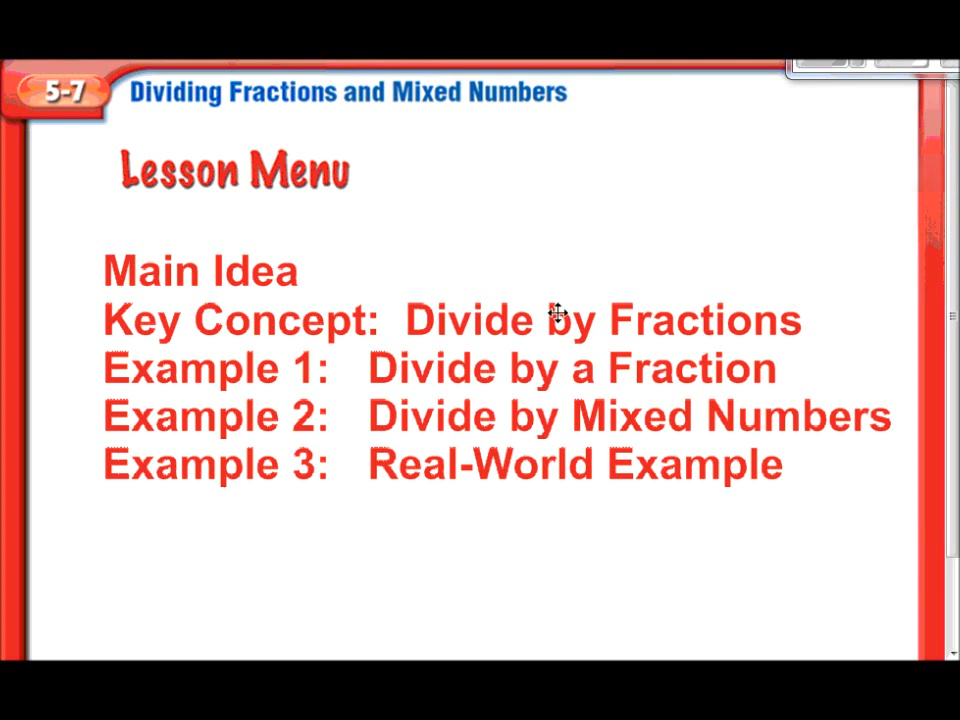 5-7 Dividing Fractions and Mixed Numbers
Lesson Menu
Main Idea
Key Concept: Divide by Fractions
Example 1: Divide by a Fraction
Example 2: Divide by Mixed Numbers
Example 3: Real-World Example